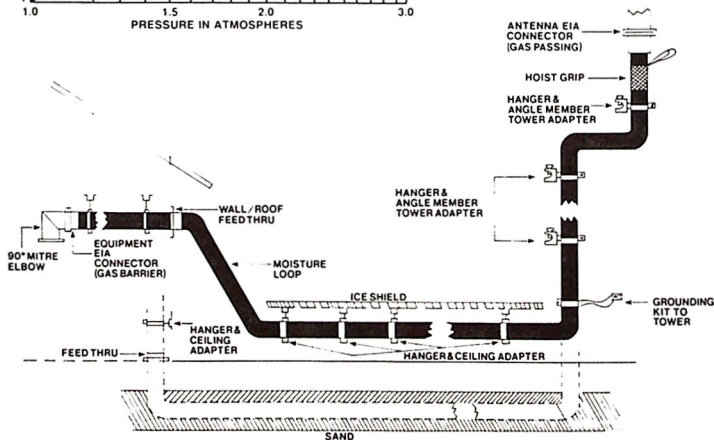 1.0 1.5 2.0 3.0
PRESSURE IN ATMOSPHERES
ANTENNA EIA
CONNECTOR
(GAS PASSING)
HOIST GRIP
HANGER &
ANGLE MEMBER
TOWER ADAPTER
HANGER &
ANGLE MEMBER
TOWER ADAPTER
WALL/ROOF
FEED THRU
90° MITRE
ELBOW
EQUIPMENT
EIA
CONNECTOR
(GAS BARRIER)
MOISTURE
LOOP
ICE SHIELD
GROUNDING
KIT TO
TOWER
HANGER &
CEILING
ADAPTER
HANGER & CEILING ADAPTER
FEED THRU
SAND